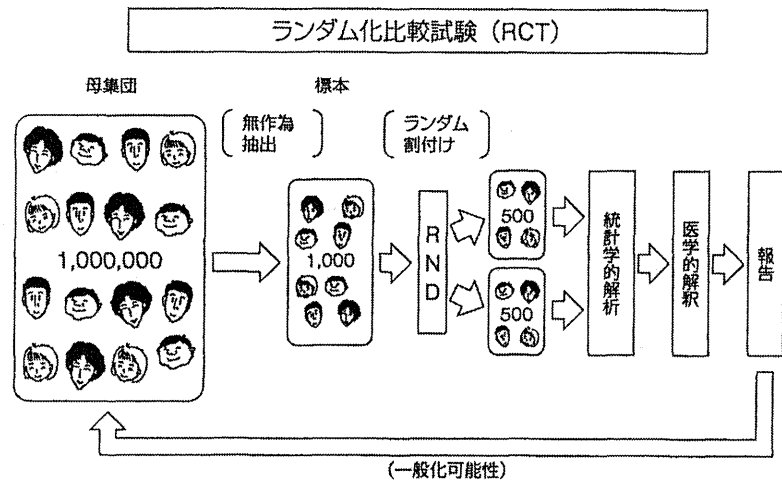 ランダム化比較試験（RCT）
母集団
標本
無作為
抽出
ランダム
割付け
1,000,000
1,000
RND
500
500
統計学的解析
医学的解釈
報告
(一般化可能性)